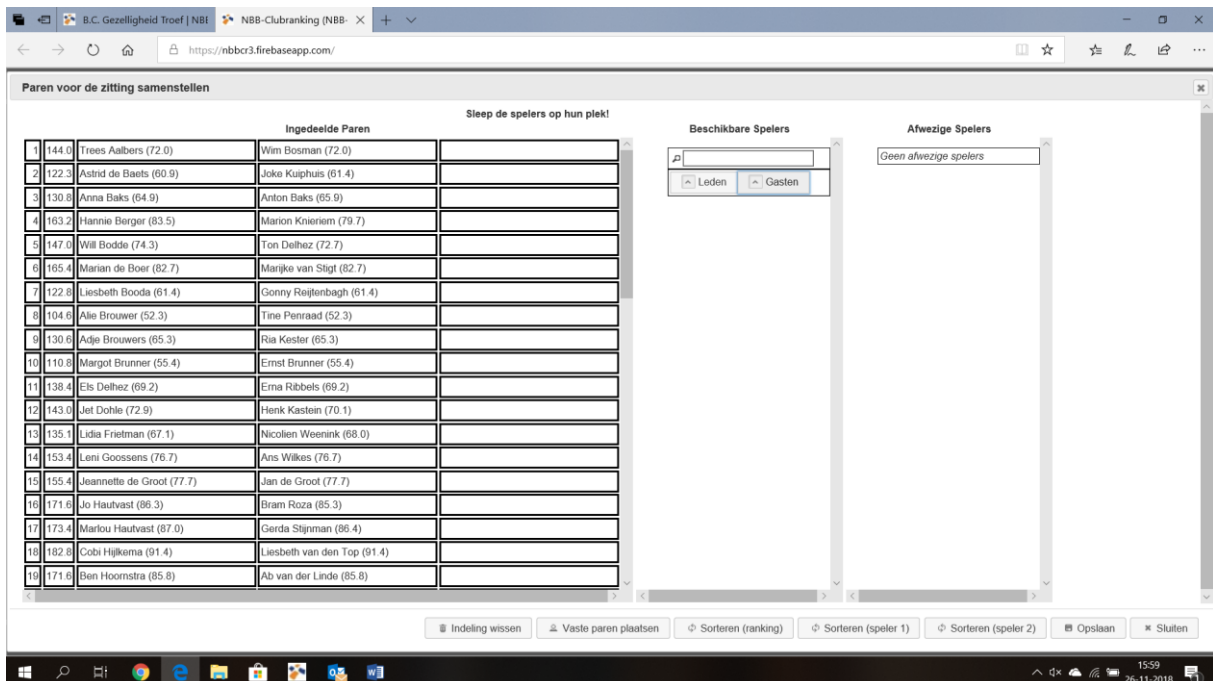 B.C. Gezelligheid Troef | NBB
NBB-Clubranking (NBB-
https://nbbcr3.firebaseapp.com/
Paren voor de zitting samenstellen
Sleep de spelers op hun plek!
Ingedeelde Paren Beschikbare Spelers Afwezige Spelers
1 144.0 Trees Aalbers (72.0) Wim Bosman (72.0) Geen afwezige spelers
2 122.3 Astrid de Baets (60.9) Joke Kuiphuis (61.4) Leden Gasten
3 130.8 Anna Baks (64.9) Anton Baks (65.9)
4 163.2 Hannie Berger (83.5) Marion Knieriem (79.7)
5 147.0 Will Bodde (74.3) Ton Delhez (72.7)
6 165.4 Marian de Boer (82.7) Marijke van Stigt (82.7)
7 122.8 Liesbeth Booda (61.4) Gonny Reijtenbagh (61.4)
8 104.6 Alie Brouwer (52.3) Tine Penraad (52.3)
9 130.6 Adje Brouwers (65.3) Ria Kester (65.3)
10 110.8 Margot Brunner (55.4) Ernst Brunner (55.4)
11 138.4 Els Delhez (69.2) Erna Ribbels (69.2)
12 143.0 Jet Dohle (72.9) Henk Kastein (70.1)
13 135.1 Lidia Frietman (67.1) Nicolien Weenink (68.0)
14 153.4 Leni Goossens (76.7) Ans Wilkes (76.7)
15 155.4 Jeannette de Groot (77.7) Jan de Groot (77.7)
16 171.6 Jo Hautvast (86.3) Bram Roza (85.3)
17 173.4 Marlou Hautvast (87.0) Gerda Stijnman (86.4)
18 182.8 Cobi Hijlkema (91.4) Liesbeth van den Top (91.4)
19 171.6 Ben Hoornstra (85.8) Ab van der Linde (85.8)
Indeling wissen Vaste paren plaatsen Sorteren (ranking) Sorteren (speler 1) Sorteren (speler 2) Opslaan Sluiten
15:59
26-11-2018